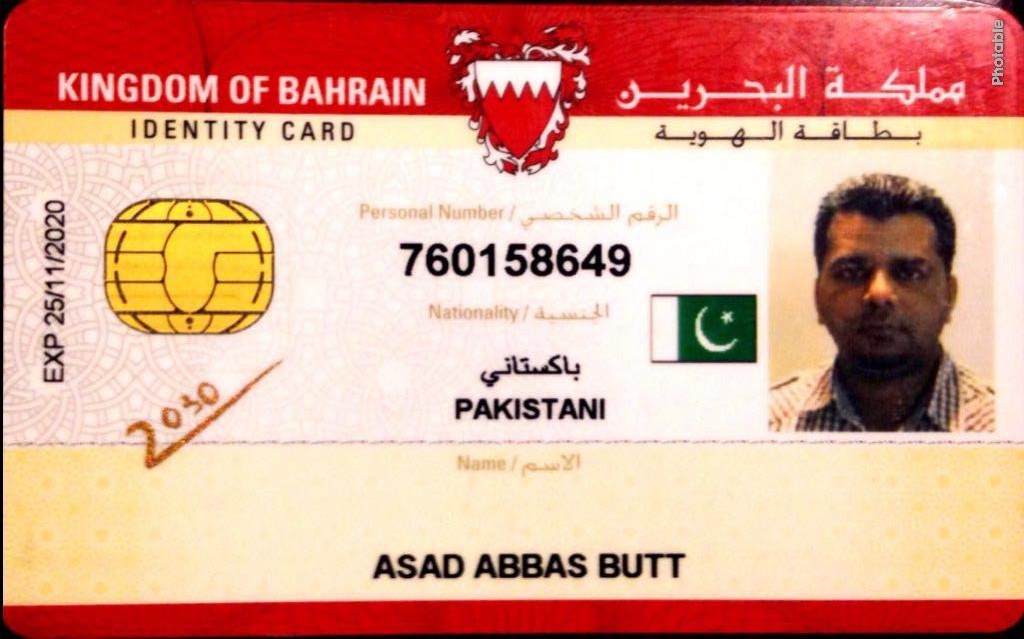 KINGDOM OF BAHRAIN
مملكة البحرين
IDENTITY CARD
بطاقة الهوية
Photable
EXP 25/11/2020
Personal Number / الرقم الشخصي
760158649
Nationality / الجنسية
باكستاني
PAKISTANI
2030
Name / الاسم
ASAD ABBAS BUTT